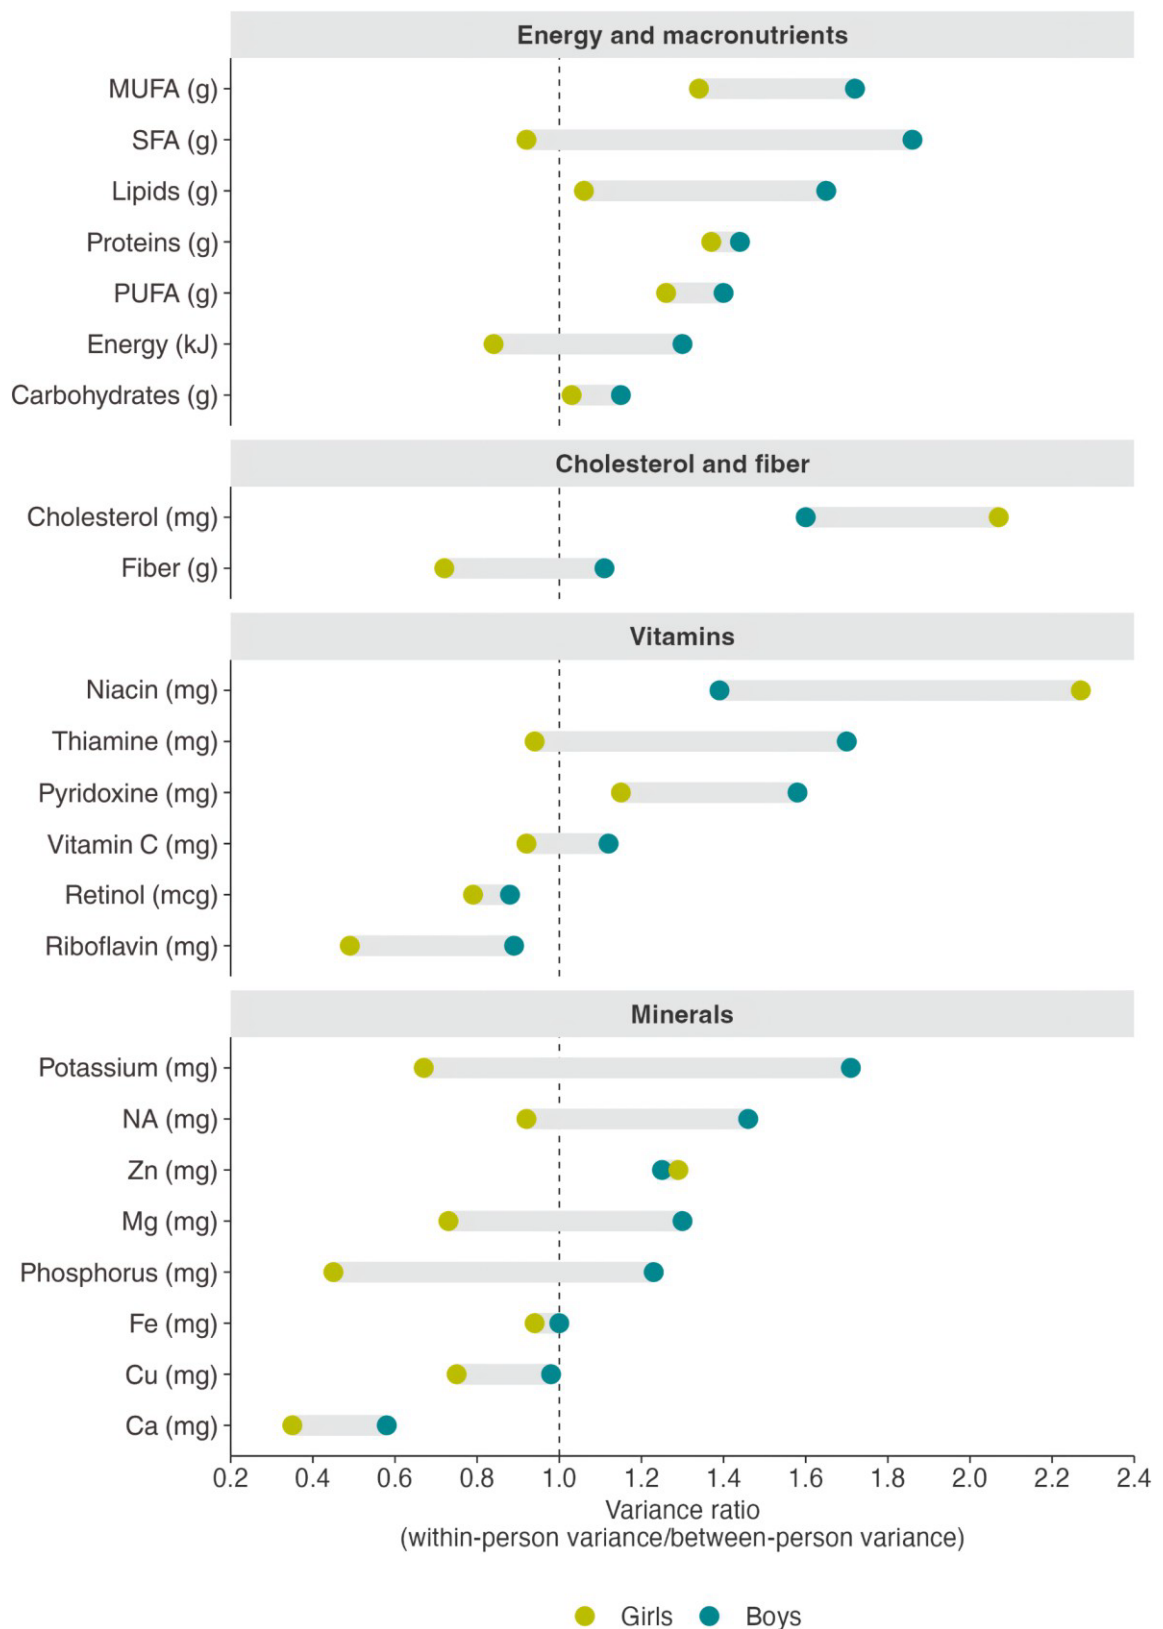 Energy and macronutrients
MUFA (g)
SFA (g)
Lipids (g)
Proteins (g)
PUFA (g)
Energy (kJ)
Carbohydrates (g)
Cholesterol and fiber
Cholesterol (mg)
Fiber (g)
Vitamins
Niacin (mg)
Thiamine (mg)
Pyridoxine (mg)
Vitamin C (mg)
Retinol (mcg)
Riboflavin (mg)
Minerals
Potassium (mg)
NA (mg)
Zn (mg)
Mg (mg)
Phosphorus (mg)
Fe (mg)
Cu (mg)
Ca (mg)
0.2 0.4 0.6 0.8 1.0 1.2 1.4 1.6 1.8 2.0 2.2 2.4
Variance ratio
(within-person variance/between-person variance)
Girls Boys